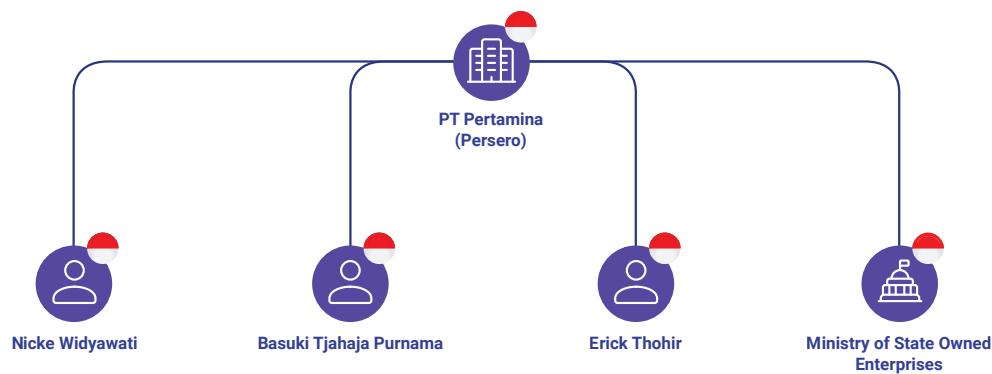 PT Pertamina
(Persero)
Nicke Widyawati
Basuki Tjahaja Purnama
Erick Thohir
Ministry of State Owned
Enterprises